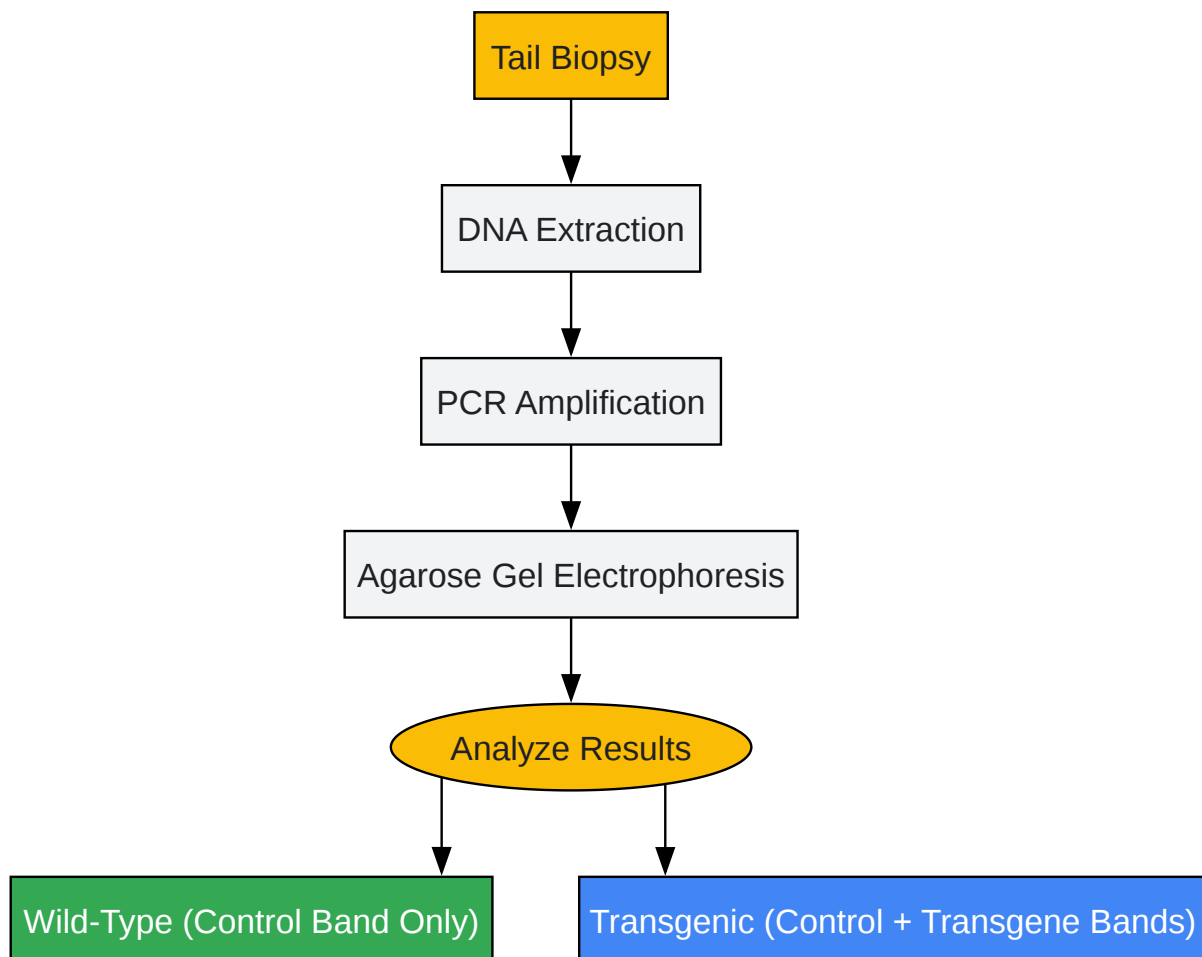 Tail Biopsy
DNA Extraction
PCR Amplification
Agarose Gel Electrophoresis
Analyze Results
Wild-Type (Control Band Only)
Transgenic (Control + Transgene Bands)